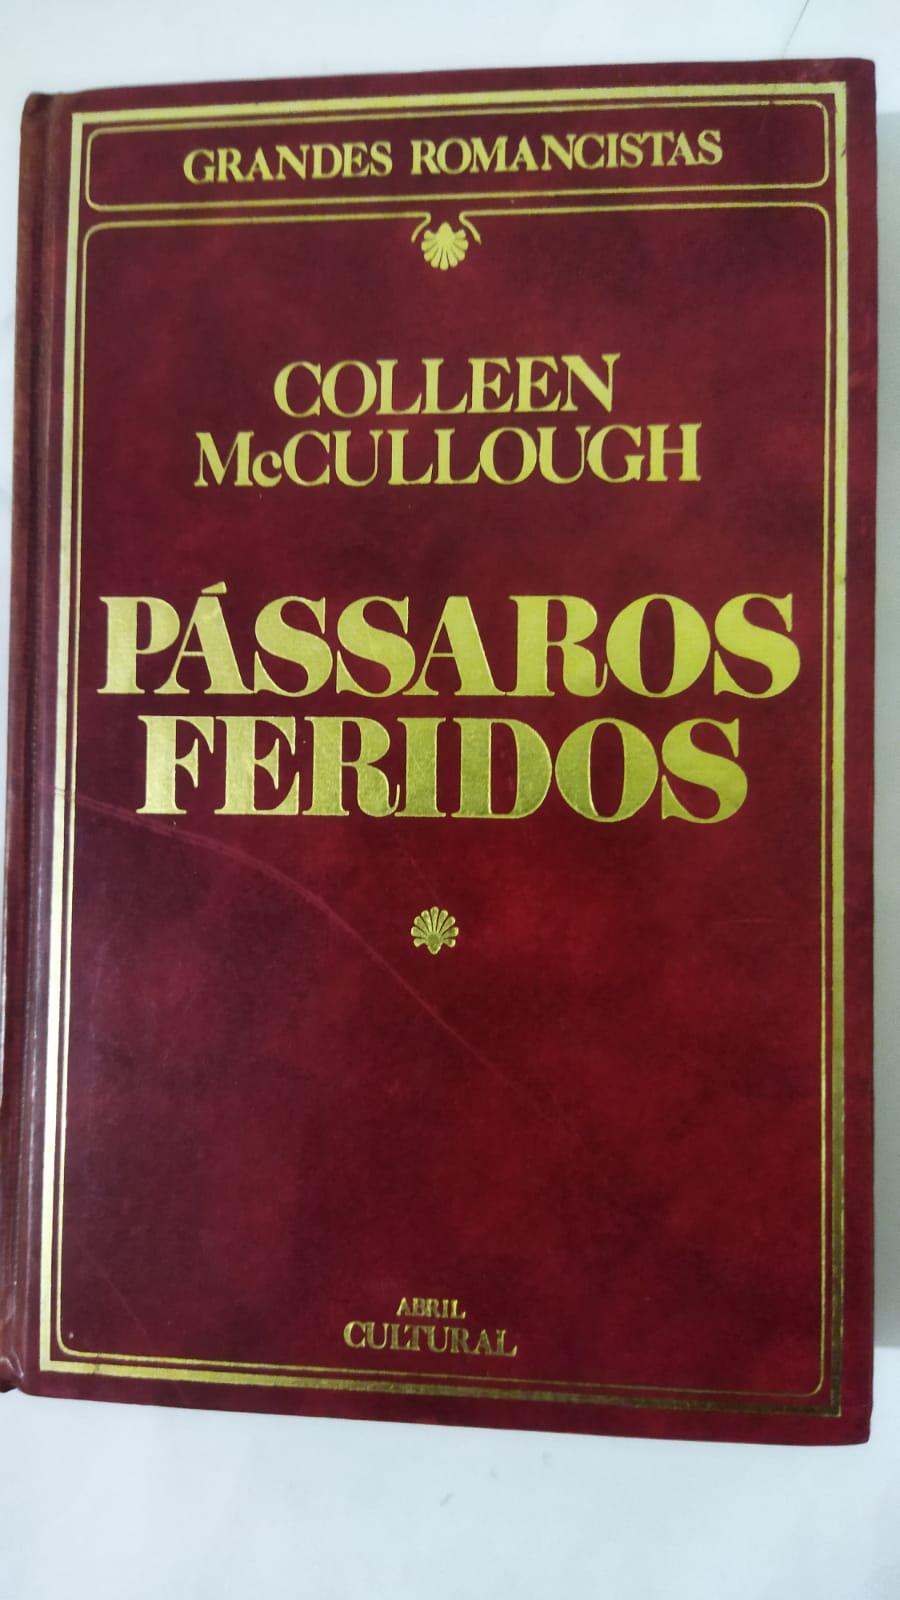 GRANDES ROMANCISTAS
COLLEEN
McCULLOUGH
PÁSSAROS
FERIDOS
ABRIL
CULTURAL